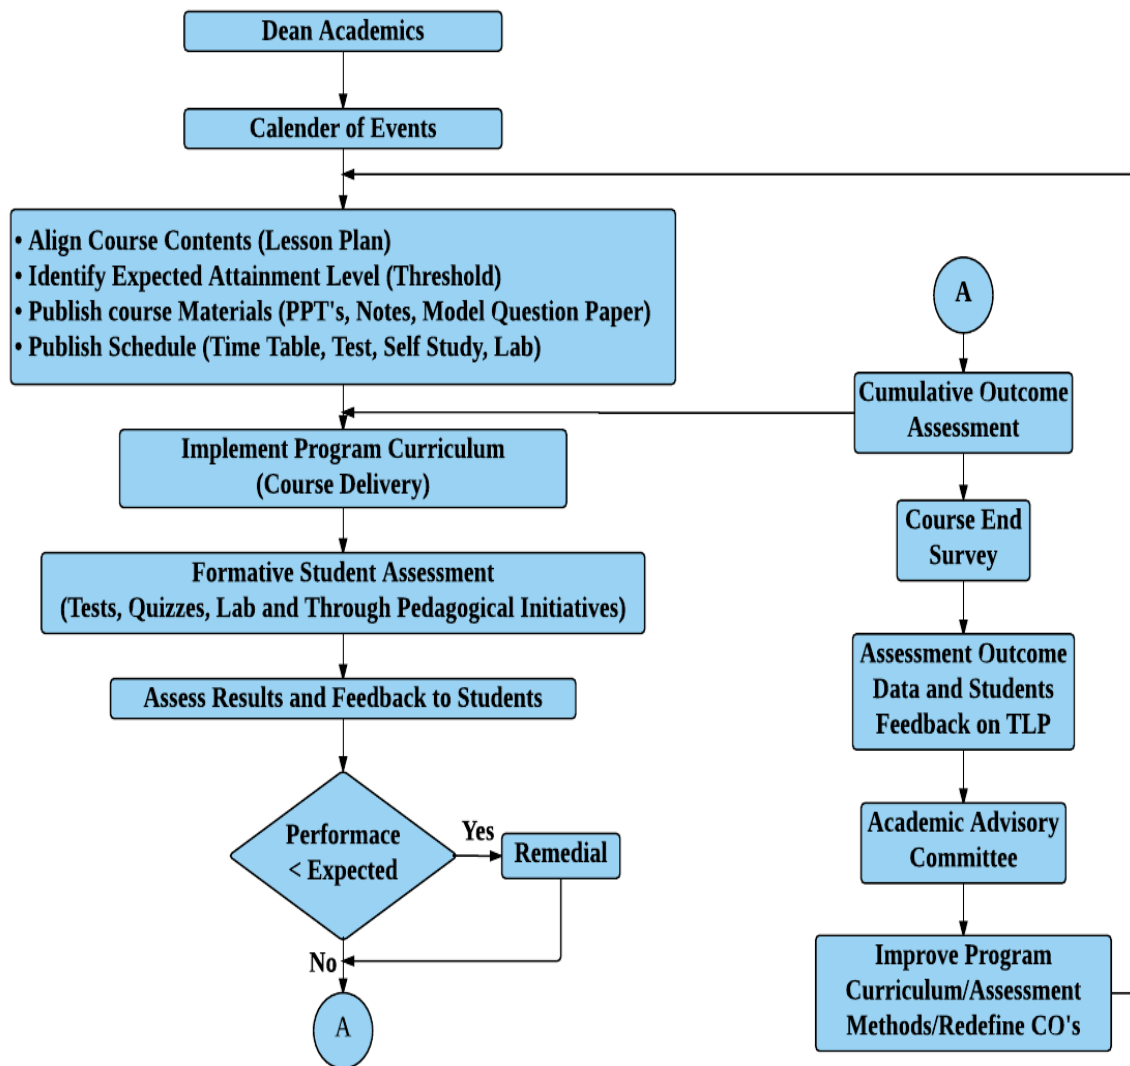 Dean Academics
Calender of Events
• Align Course Contents (Lesson Plan)
• Identify Expected Attainment Level (Threshold)
• Publish course Materials (PPT's, Notes, Model Question Paper)
• Publish Schedule (Time Table, Test, Self Study, Lab)
Implement Program Curriculum
(Course Delivery)
Formative Student Assessment
(Tests, Quizzes, Lab and Through Pedagogical Initiatives)
Assess Results and Feedback to Students
Performace
< Expected
Yes
Remedial
No
A
A
Cumulative Outcome
Assessment
Course End
Survey
Assessment Outcome
Data and Students
Feedback on TLP
Academic Advisory
Committee
Improve Program
Curriculum/Assessment
Methods/Redefine CO's